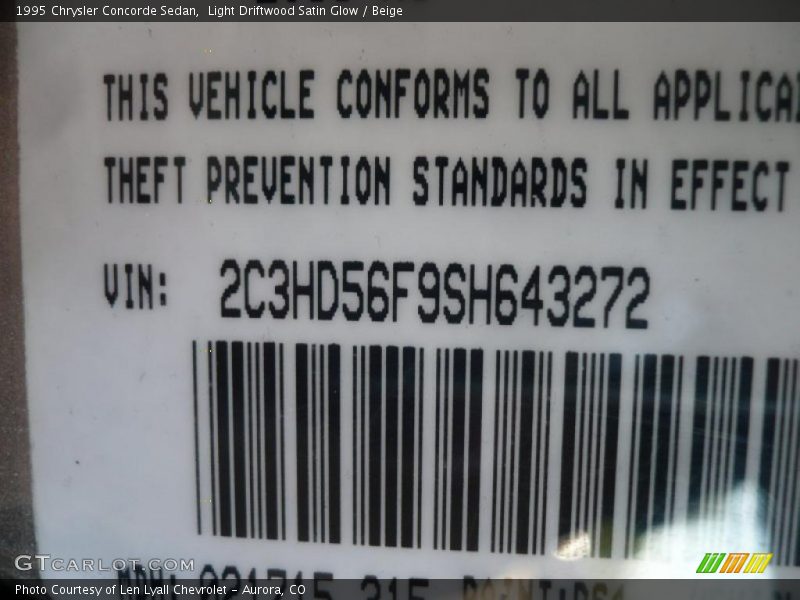 1995 Chrysler Concorde Sedan, Light Driftwood Satin Glow / Beige
THIS VEHICLE CONFORMS TO ALL APPLICA
THEFT PREVENTION STANDARDS IN EFFECT
VIN: 2C3HD56F9SH643272
GTCARLOT.COM
Photo Courtesy of Len Lyall Chevrolet - Aurora, CO